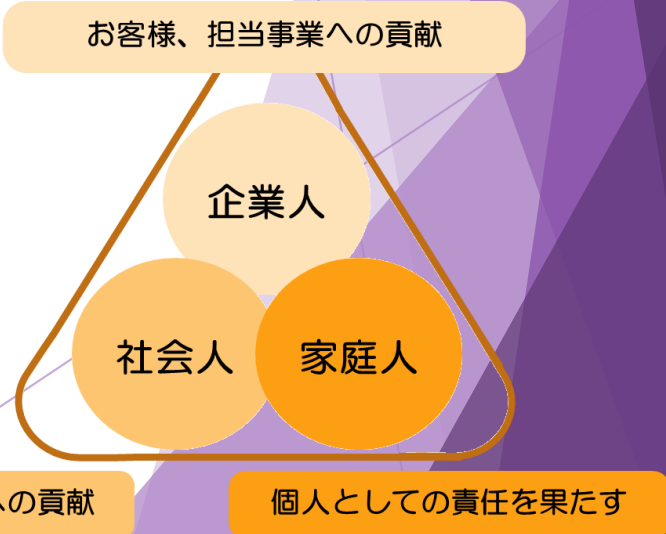 お客様、担当事業への貢献
企業人
社会人
家庭人
への貢献
個人としての責任を果たす